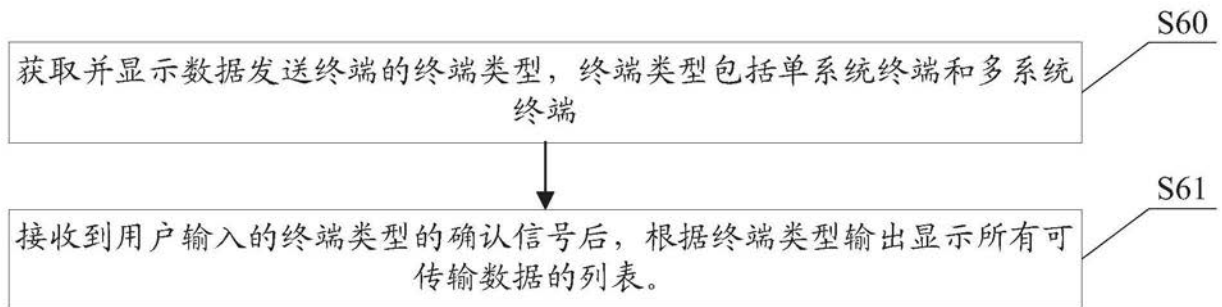 S60
获取并显示数据发送终端的终端类型，终端类型包括单系统终端和多系统
终端
S61
接收到用户输入的终端类型的确认信号后，根据终端类型输出显示所有可
传输数据的列表。